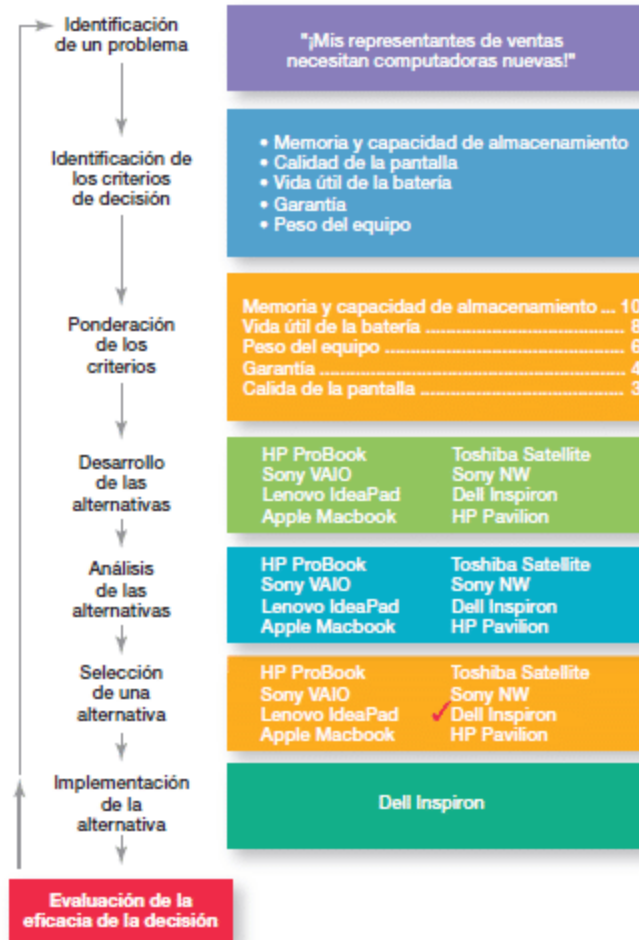 Identificación
de un problema
"¡Mis representantes de ventas
necesitan computadoras nuevas!"
Identificación de
los criterios
de decisión
• Memoria y capacidad de almacenamiento
• Calidad de la pantalla
• Vida útil de la batería
• Garantía
• Peso del equipo
Ponderación
de los
criterios
Memoria y capacidad de almacenamiento ... 10
Vida útil de la batería ........................................ 8
Peso del equipo ................................................ 6
Garantía ............................................................ 4
Calida de la pantalla ......................................... 3
Desarrollo
de las
alternativas
HP ProBook Toshiba Satellite
Sony VAIO Sony NW
Lenovo IdeaPad Dell Inspiron
Apple Macbook HP Pavilion
Análisis
de las
alternativas
HP ProBook Toshiba Satellite
Sony VAIO Sony NW
Lenovo IdeaPad Dell Inspiron
Apple Macbook HP Pavilion
Selección
de una
alternativa
HP ProBook Toshiba Satellite
Sony VAIO Sony NW
Lenovo IdeaPad ✓Dell Inspiron
Apple Macbook HP Pavilion
Implementación
de la
alternativa
Dell Inspiron
Evaluación de la
eficacia de la decisión